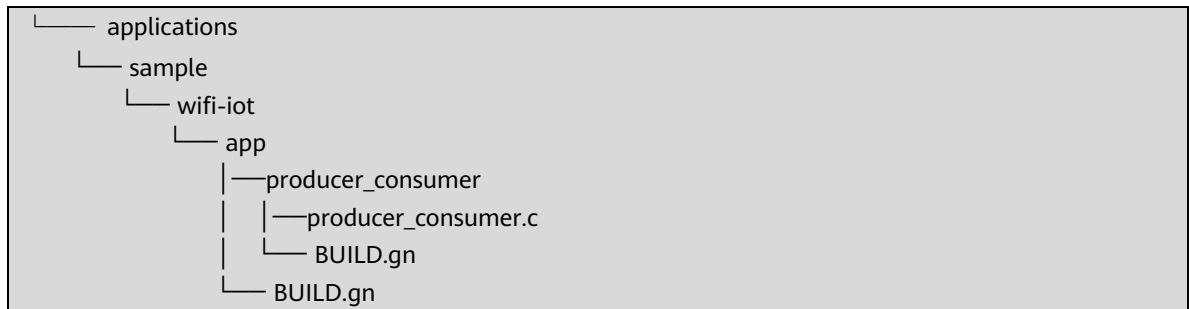 applications
sample
wifi-iot
app
producer_consumer
producer_consumer.c
BUILD.gn
BUILD.gn